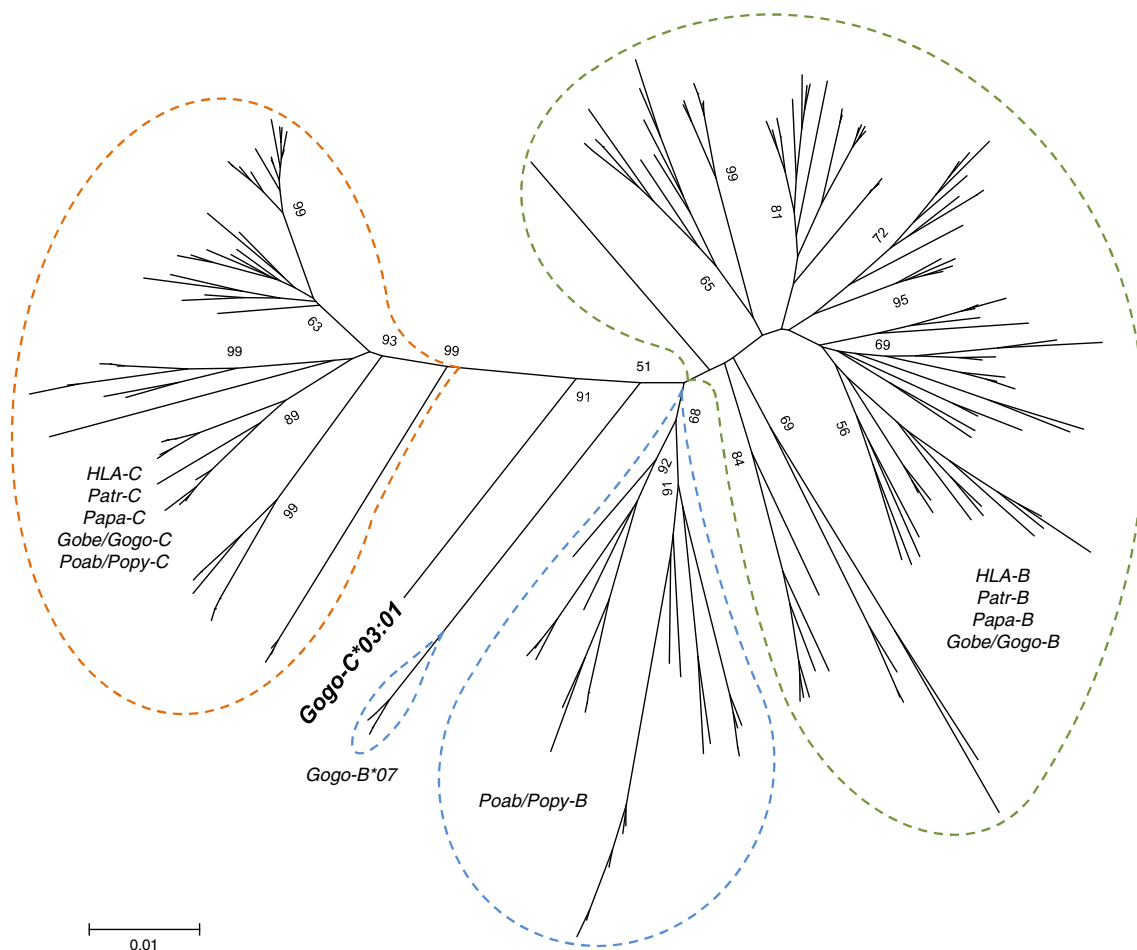 99
81
99
72
65
95
99
63
93
99
51
69
91
89
68
69
56
84
92
91
99
HLA-C
Patr-C
Papa-C
Gobe/Gogo-C
Poab/Popy-C
HLA-B
Patr-B
Papa-B
Gobe/Gogo-B
Gogo-C*03:01
Gogo-B*07
Poab/Popy-B
0.01